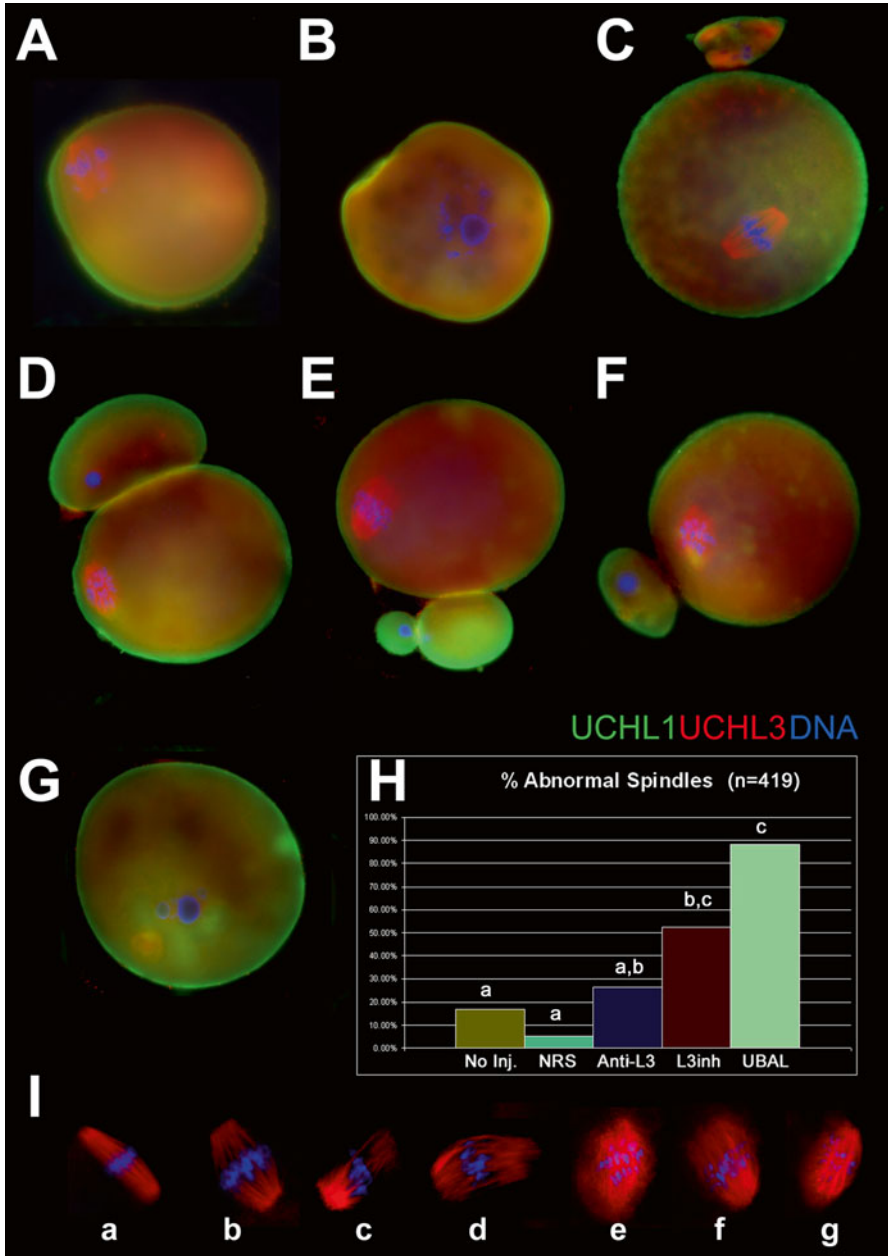 A
B
C
D
E
F
UCHL1UCHL3DNA
G
H
% Abnormal Spindles (n=419)
100.00%
90.00%
80.00%
70.00%
60.00%
50.00%
40.00%
30.00%
20.00%
10.00%
0.00%
a
a
a,b
b,c
c
No Inj. NRS Anti-L3 L3inh UBAL
I
a b c d e f g